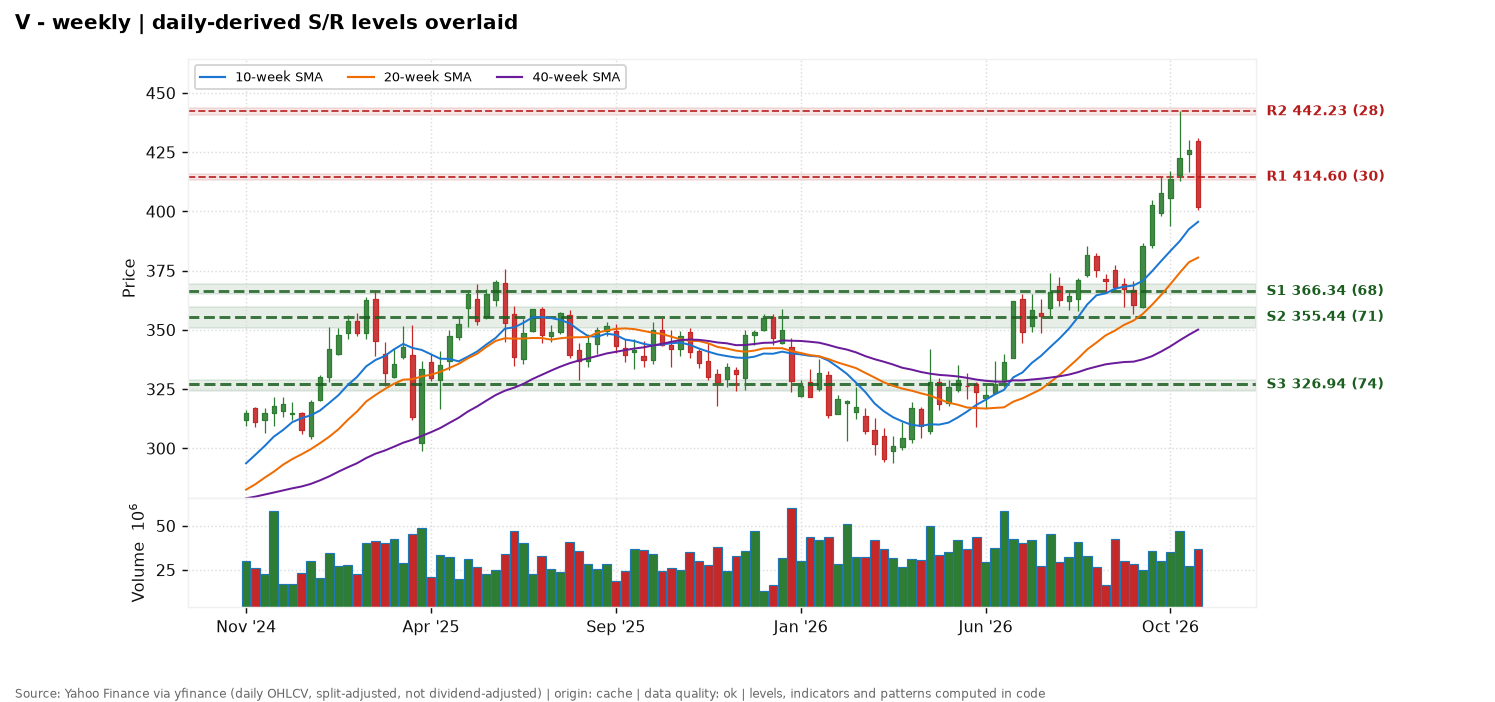 V - weekly | daily-derived S/R levels overlaid
10-week SMA
20-week SMA
40-week SMA
Price
450
425
400
375
350
325
300
R2 442.23 (28)
R1 414.60 (30)
S1 366.34 (68)
S2 355.44 (71)
S3 326.94 (74)
Volume 10⁶
50
25
Nov '24
Apr '25
Sep '25
Jan '26
Jun '26
Oct '26
Source: Yahoo Finance via yfinance (daily OHLCV, split-adjusted, not dividend-adjusted) | origin: cache | data quality: ok | levels, indicators and patterns computed in code